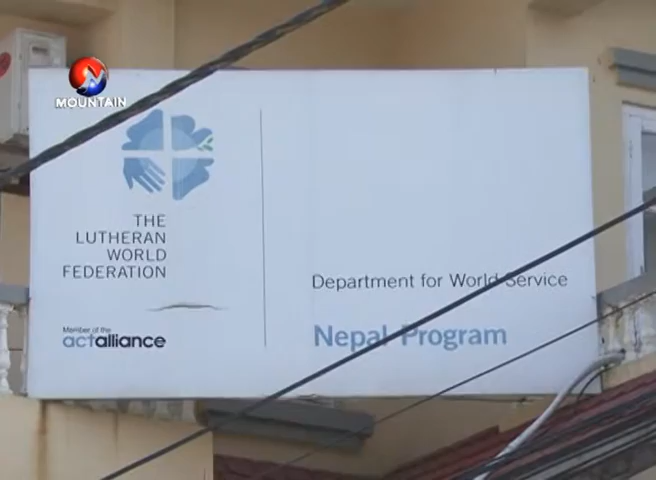 MOUNTAIN
THE
LUTHERAN
WORLD
FEDERATION
Member of the
actalliance
Department for World Service
Nepal Program